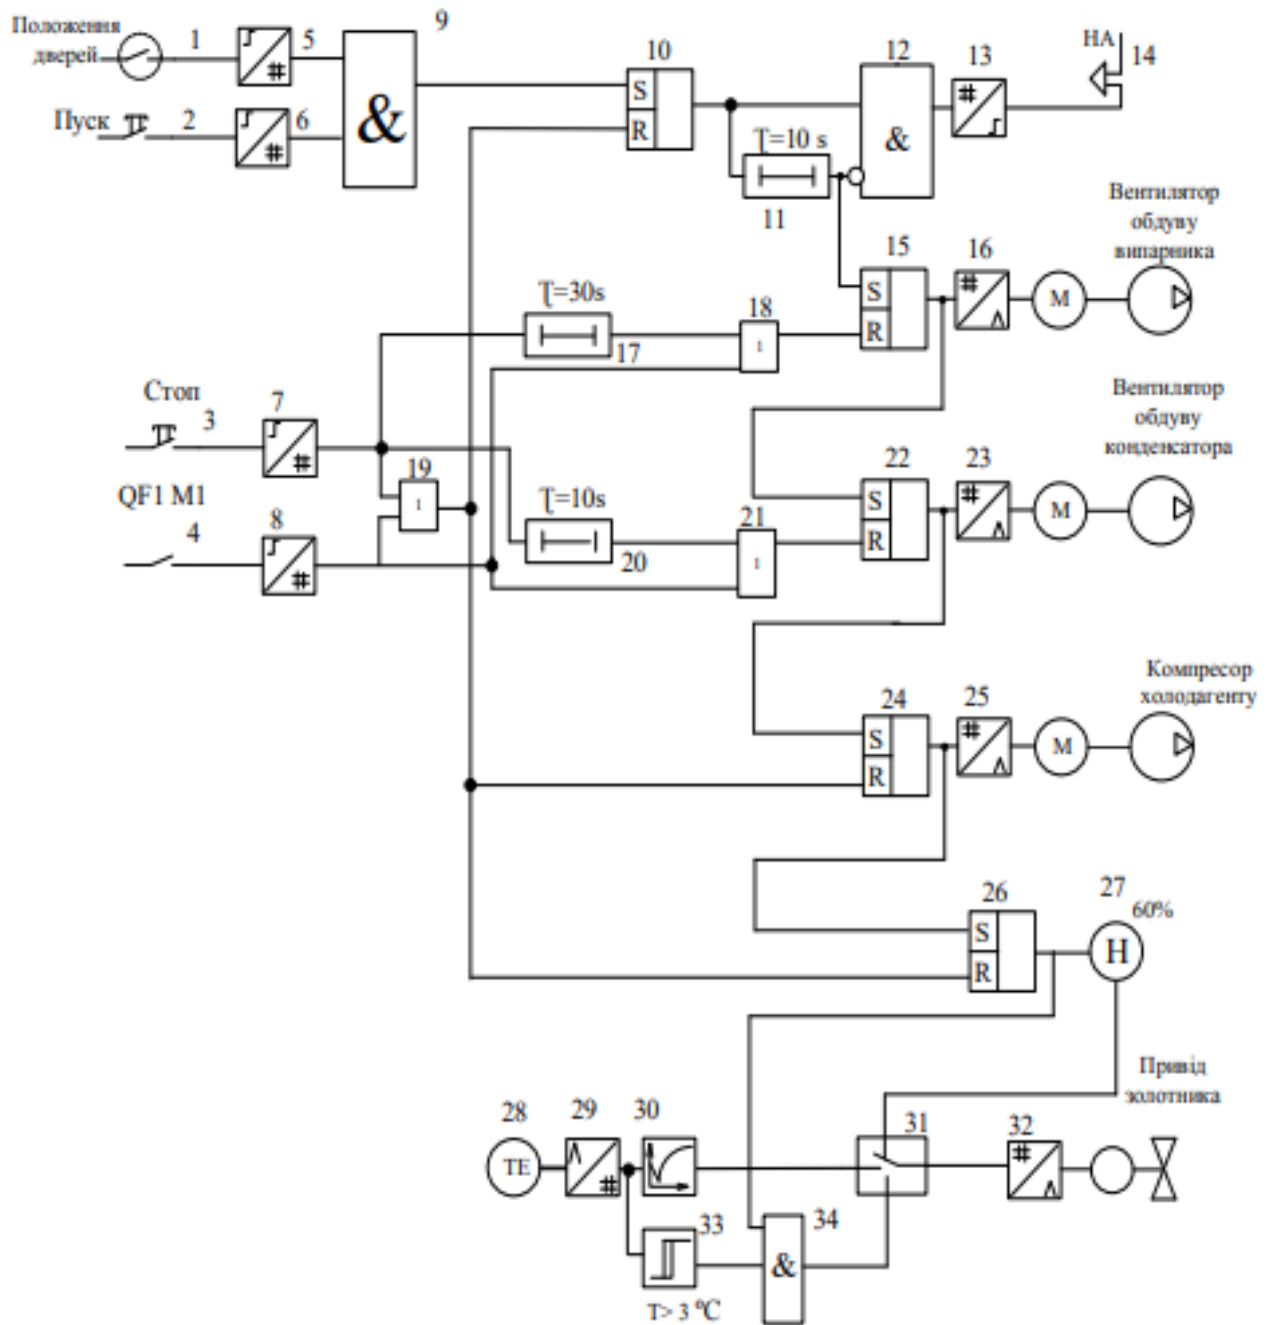 Положення
дверей
1
5
9
Пуск
2
6
&
10
S
R
Ʈ=10 s
11
12
&
13
НА
14
Вентилятор
обдуву
випарника
15
S
R
16
М
Ʈ=30s
17
18
1
Стоп
3
7
QF1 M1
4
8
19
1
Ʈ=10s
20
21
1
Вентилятор
обдуву
конденсатора
22
S
R
23
М
Компресор
холодагенту
24
S
R
25
М
26
S
R
27
60%
Н
Привід
золотника
28
ТЕ
29
30
31
32
33
34
&
T> 3 ⁰C